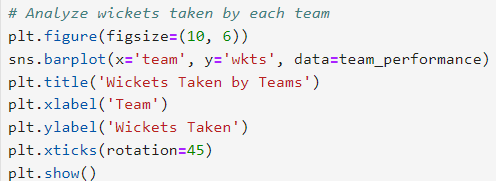 # Analyze wickets taken by each team
plt.figure(figsize=(10, 6))
sns.barplot(x='team', y='wkts', data=team_performance)
plt.title('Wickets Taken by Teams')
plt.xlabel('Team')
plt.ylabel('Wickets Taken')
plt.xticks(rotation=45)
plt.show()